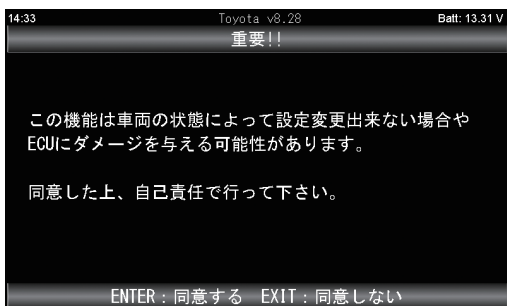 14:33 Toyota v8.28 Batt: 13.31 V
重要!!
この機能は車両の状態によって設定変更出来ない場合や
ECUにダメージを与える可能性があります。
同意した上、自己責任で行って下さい。
ENTER：同意する EXIT：同意しない